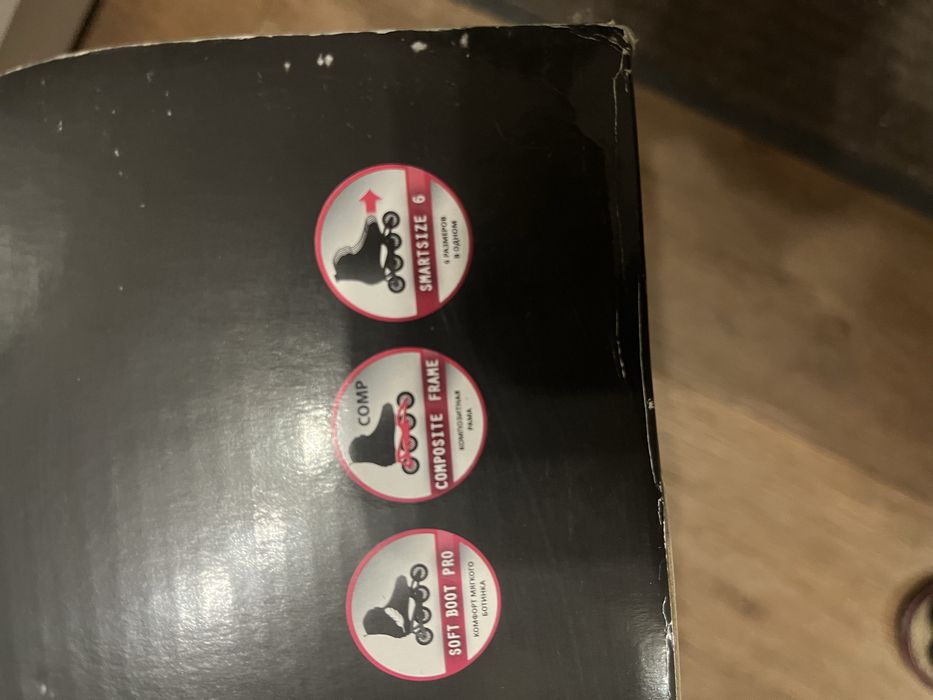 SOFT BOOT PRO
КОМФОРТ МЯГКОГО
БОТИНКА
COMP
COMPOSITE FRAME
КОМПОЗИТНАЯ
РАМА
SMARTSIZE 6
6 РАЗМЕРОВ
В ОДНОМ